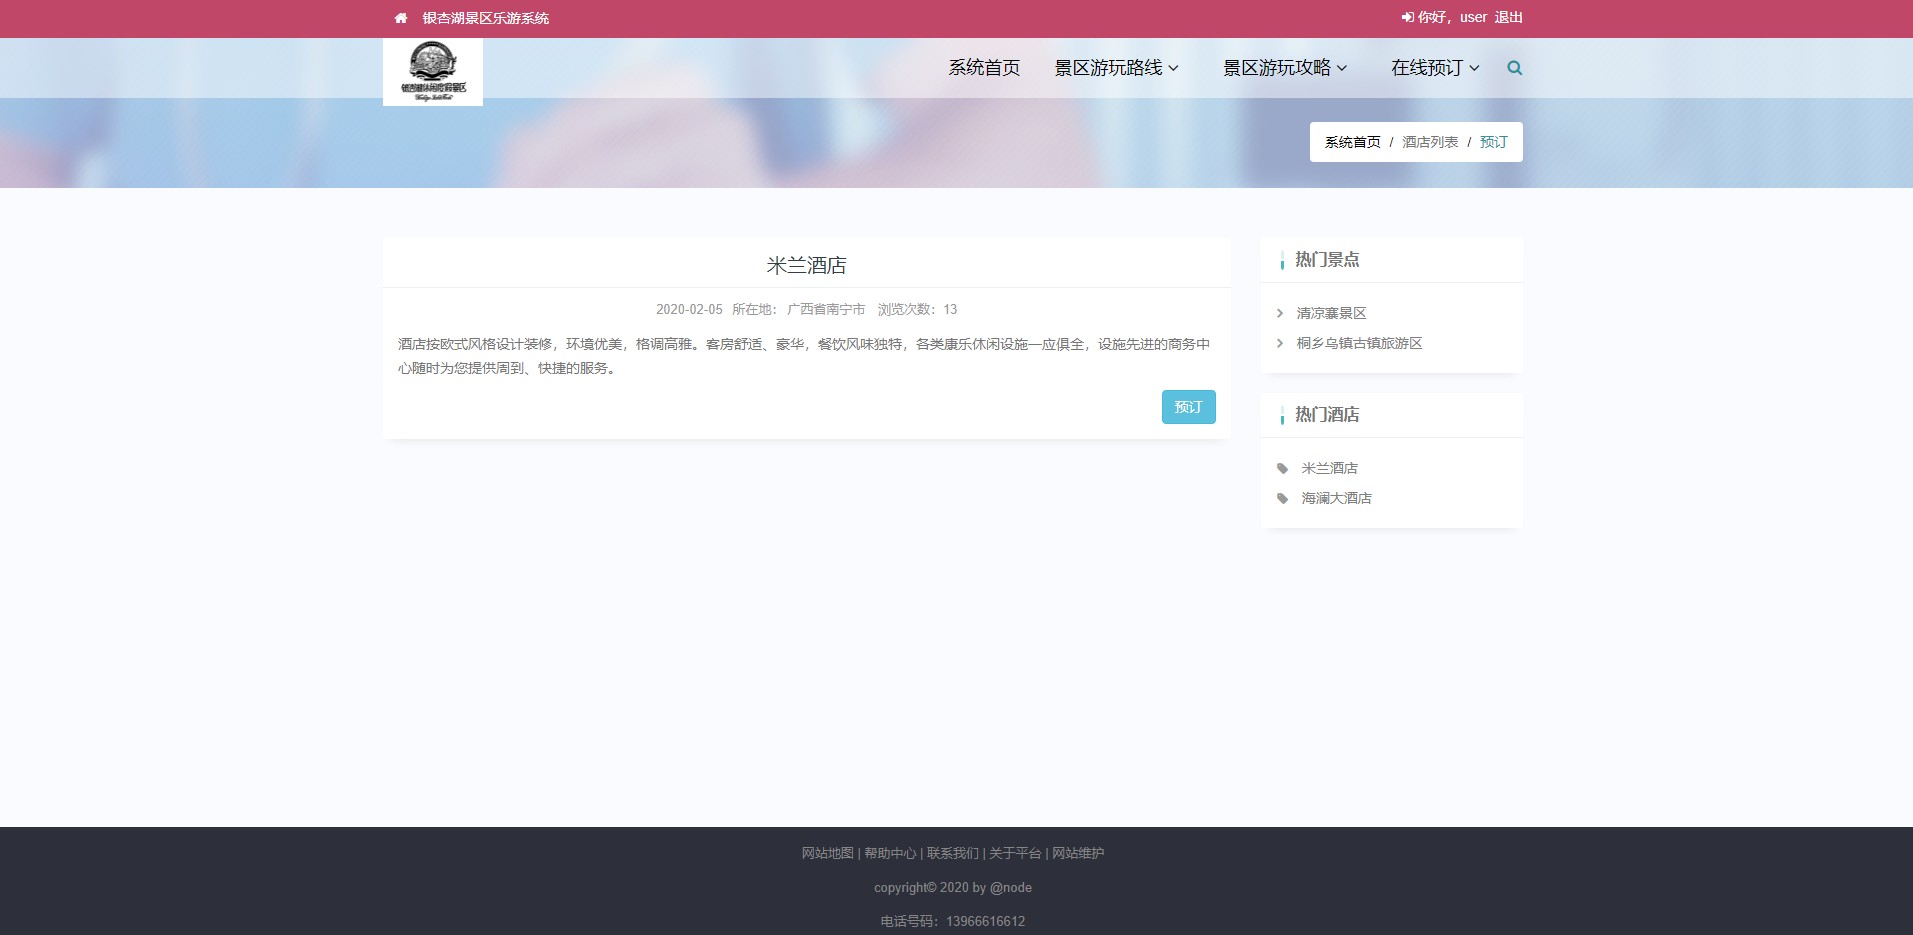 银杏湖景区乐游系统
你好，user 退出
系统首页 景区游玩路线 景区游玩攻略 在线预订
系统首页 / 酒店列表 / 预订
米兰酒店
2020-02-05 所在地： 广西省南宁市 浏览次数：13
酒店按欧式风格设计装修，环境优美，格调高雅。客房舒适、豪华，餐饮风味独特，各类康乐休闲设施一应俱全，设施先进的商务中
心随时为您提供周到、快捷的服务。
预订
热门景点
清凉寨景区
桐乡乌镇古镇旅游区
热门酒店
米兰酒店
海澜大酒店
网站地图 | 帮助中心 | 联系我们 | 关于平台 | 网站维护
copyright© 2020 by @node
电话号码：13966616612